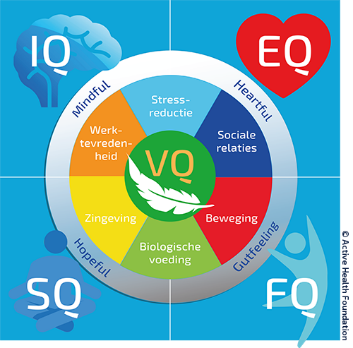 IQ
EQ
Mindful
Heartful
Stress-
reductie
Werk-
tevreden-
heid
Sociale
relaties
VQ
Zingeving
Beweging
Biologische
voeding
Hopeful
Gutfeeling
SQ
FQ
© Active Health Foundation